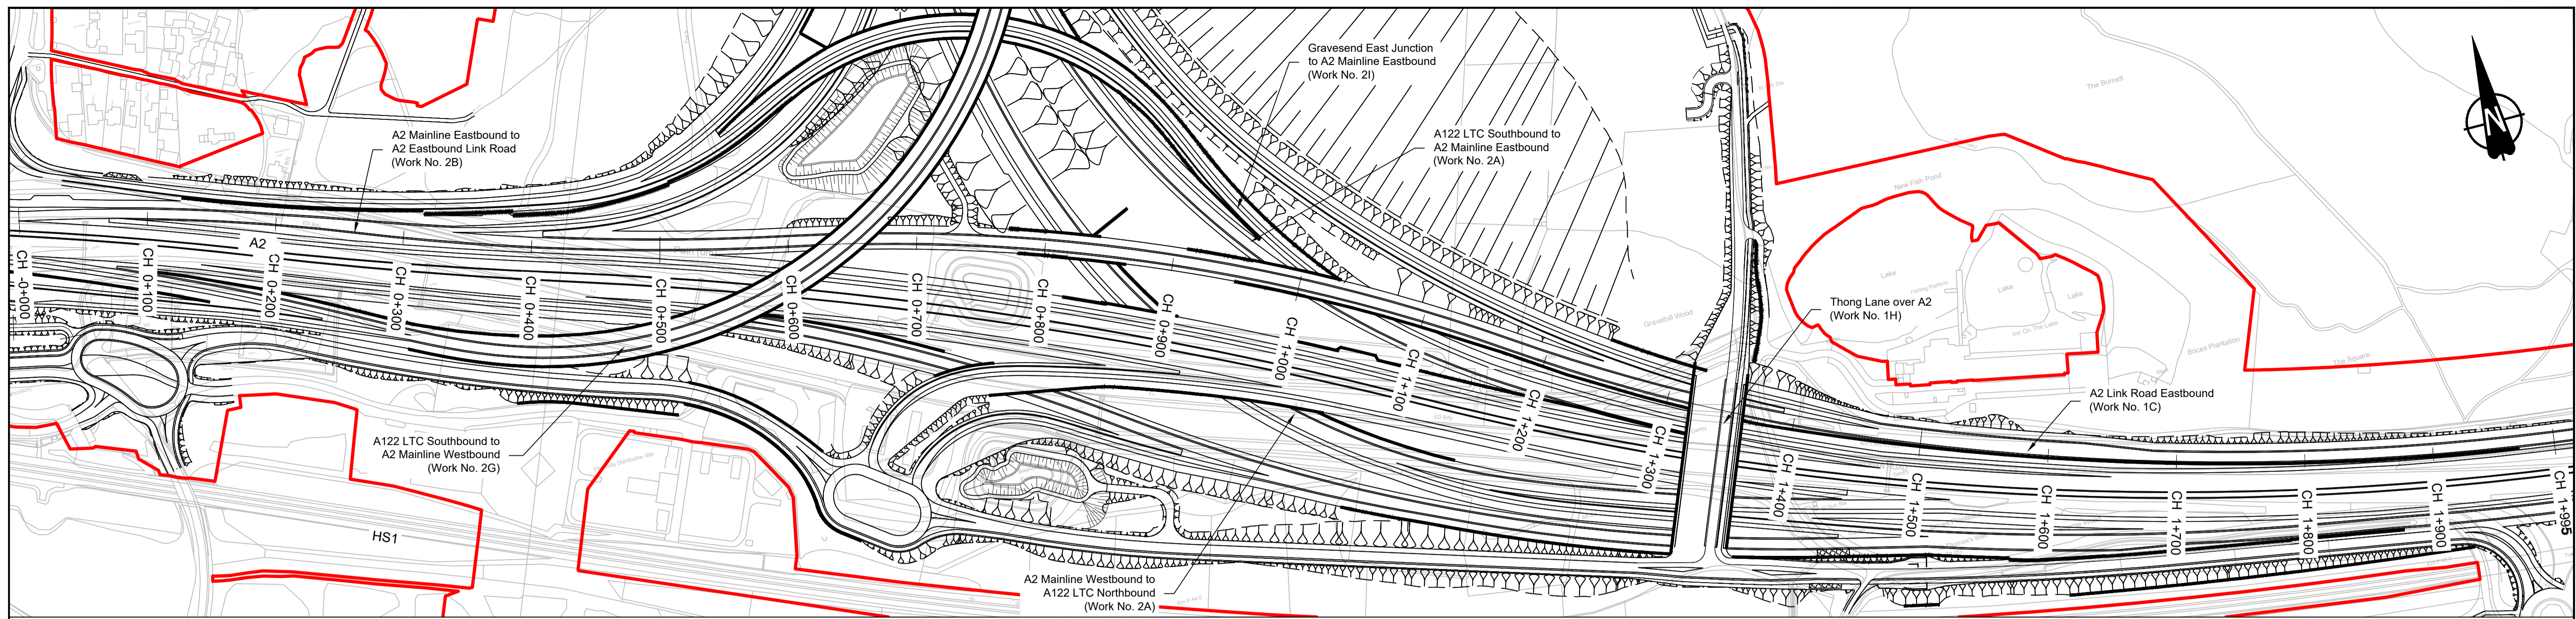 Gravesend East Junction
to A2 Mainline Eastbound
(Work No. 2I)
The Burnett
N
A2 Mainline Eastbound to
A2 Eastbound Link Road
(Work No. 2B)
A122 LTC Southbound to
A2 Mainline Eastbound
(Work No. 2A)
New Fish Pond
A2
CH 0+000
CH 0+100
CH 0+200
CH 0+300
CH 0+400
CH 0+500
CH 0+600
CH 0+700
CH 0+800
CH 0+900
CH 1+000
CH 1+100
CH 1+200
CH 1+300
CH 1+400
CH 1+500
CH 1+600
CH 1+700
CH 1+800
CH 1+900
CH 1+995
Lake
Fishing Platform
Lake
Lake
Thong Lane over A2
(Work No. 1H)
Gravelhill Wood
Inn On The Lake
Brices Plantation
The Square
A2 Link Road Eastbound
(Work No. 1C)
A122 LTC Southbound to
A2 Mainline Westbound
(Work No. 2G)
HS1
A2 Mainline Westbound to
A122 LTC Northbound
(Work No. 2A)